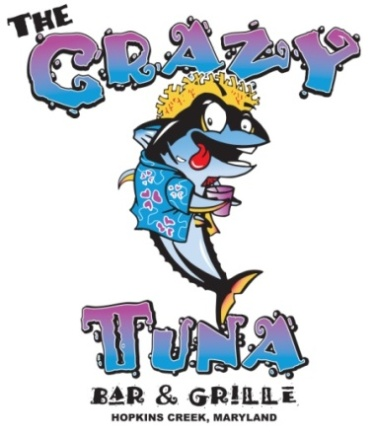 THE
CRAZY
TUNA
BAR & GRILLE
HOPKINS CREEK, MARYLAND